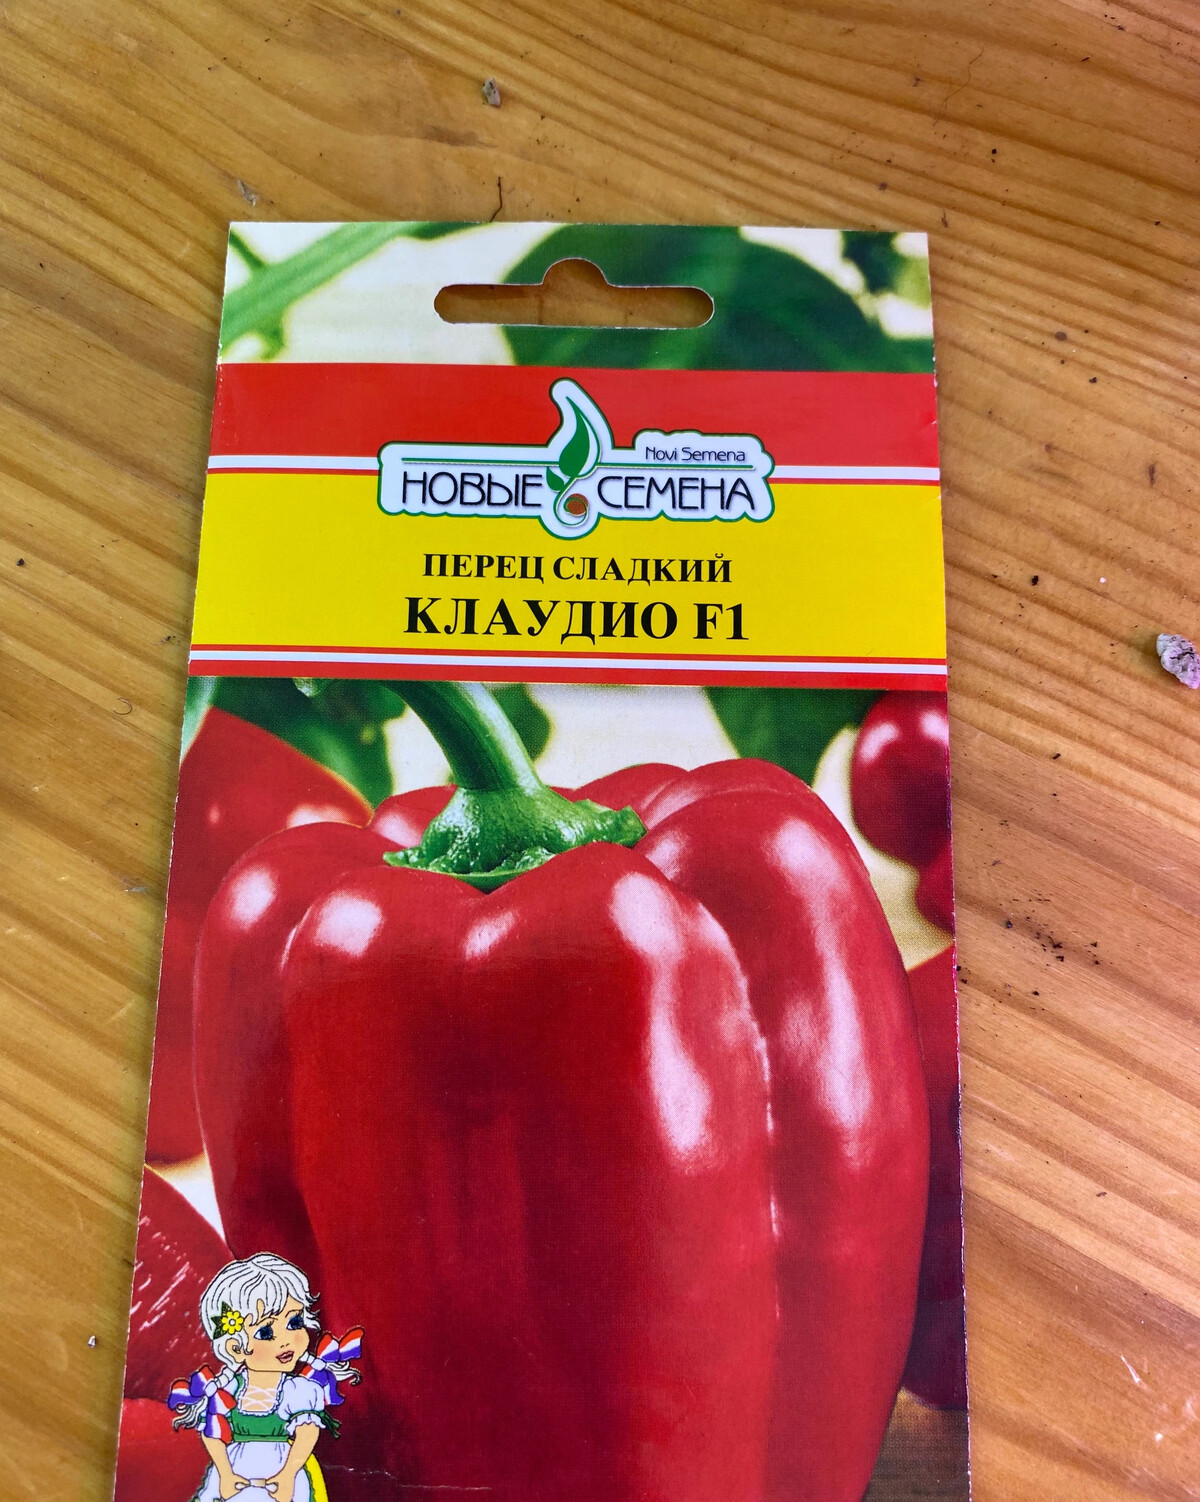 Novi Semena
НОВЫЕ СЕМЕНА
ПЕРЕЦ СЛАДКИЙ
КЛАУДИО F1